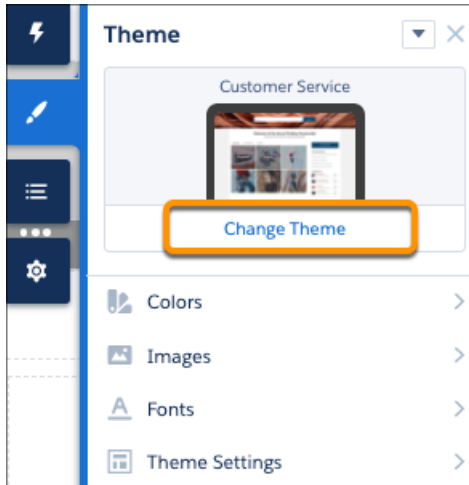 Theme
Customer Service
Change Theme
Colors
Images
Fonts
Theme Settings